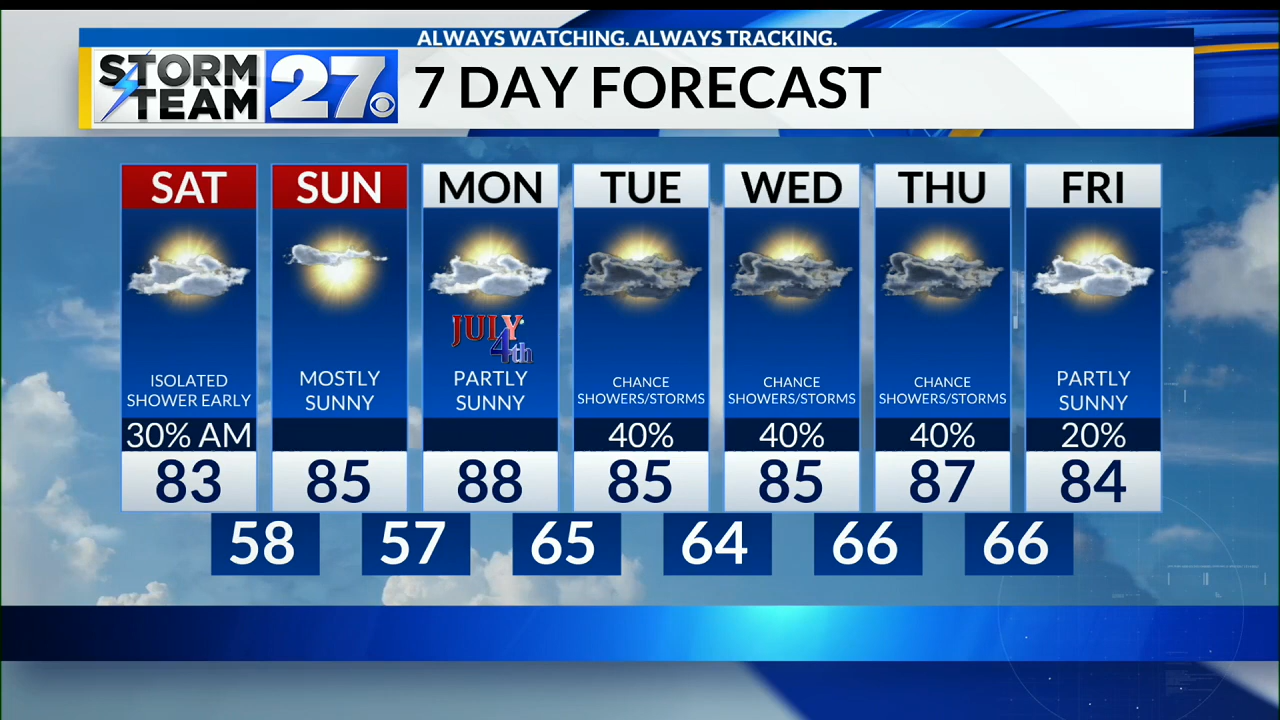 ALWAYS WATCHING. ALWAYS TRACKING.
STORM
TEAM
27
7 DAY FORECAST
SAT
SUN
MON
TUE
WED
THU
FRI
JULY
4th
ISOLATED
SHOWER EARLY
MOSTLY
SUNNY
PARTLY
SUNNY
CHANCE
SHOWERS/STORMS
CHANCE
SHOWERS/STORMS
CHANCE
SHOWERS/STORMS
PARTLY
SUNNY
30% AM
40%
40%
40%
20%
83
85
88
85
85
87
84
58
57
65
64
66
66